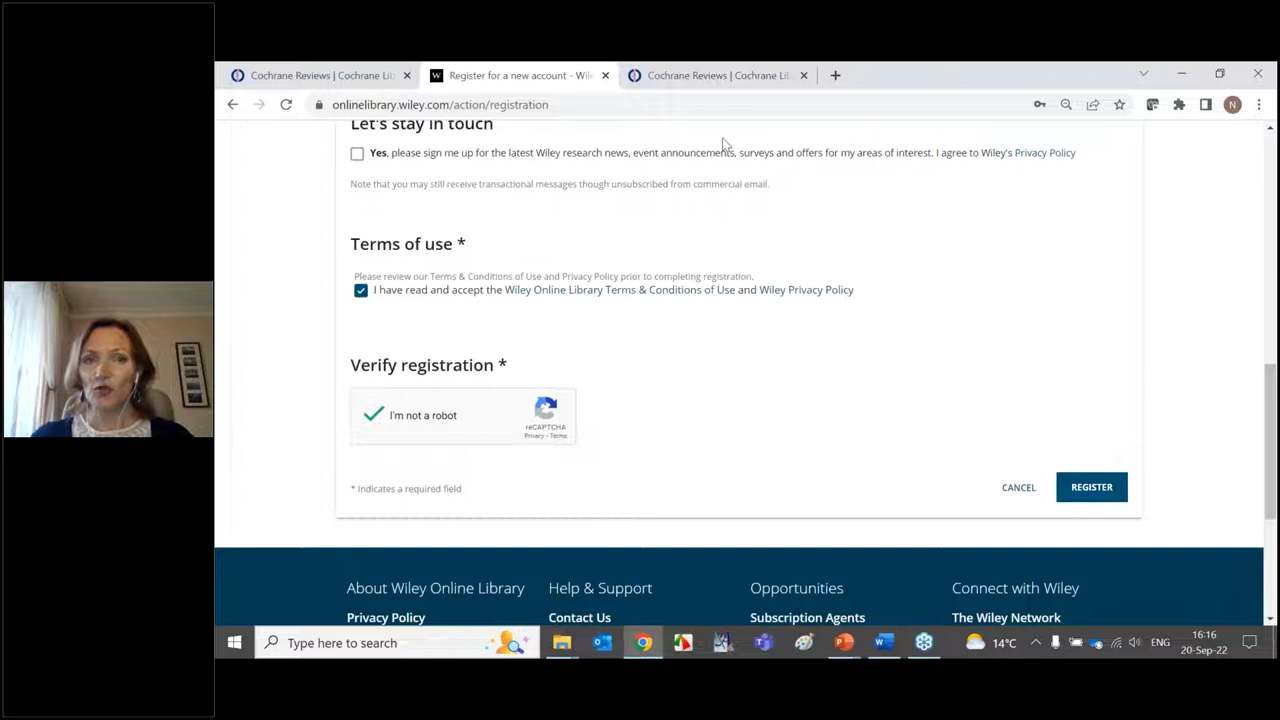 Cochrane Reviews | Cochrane Lib
Register for a new account - Wil
Cochrane Reviews | Cochrane Lib
onlinelibrary.wiley.com/action/registration
N
Let's stay in touch
Yes, please sign me up for the latest Wiley research news, event announcements, surveys and offers for my areas of interest. I agree to Wiley's Privacy Policy
Note that you may still receive transactional messages though unsubscribed from commercial email.
Terms of use *
Please review our Terms & Conditions of Use and Privacy Policy prior to completing registration.
I have read and accept the Wiley Online Library Terms & Conditions of Use and Wiley Privacy Policy
Verify registration *
I'm not a robot
reCAPTCHA
Privacy - Terms
* Indicates a required field
CANCEL
REGISTER
About Wiley Online Library
Help & Support
Opportunities
Connect with Wiley
Privacy Policy
Contact Us
Subscription Agents
The Wiley Network
Type here to search
14°C
ENG
16:16
20-Sep-22